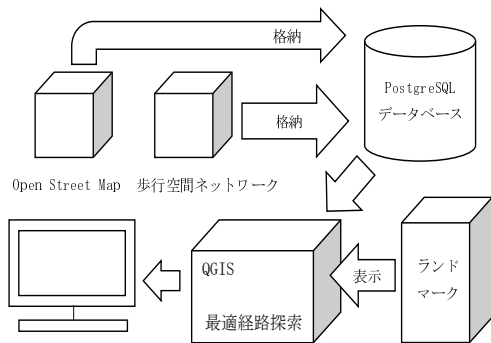 格納
PostgreSQL
データベース
格納
Open Street Map
歩行空間ネットワーク
QGIS
最適経路探索
表示
ランド
マーク